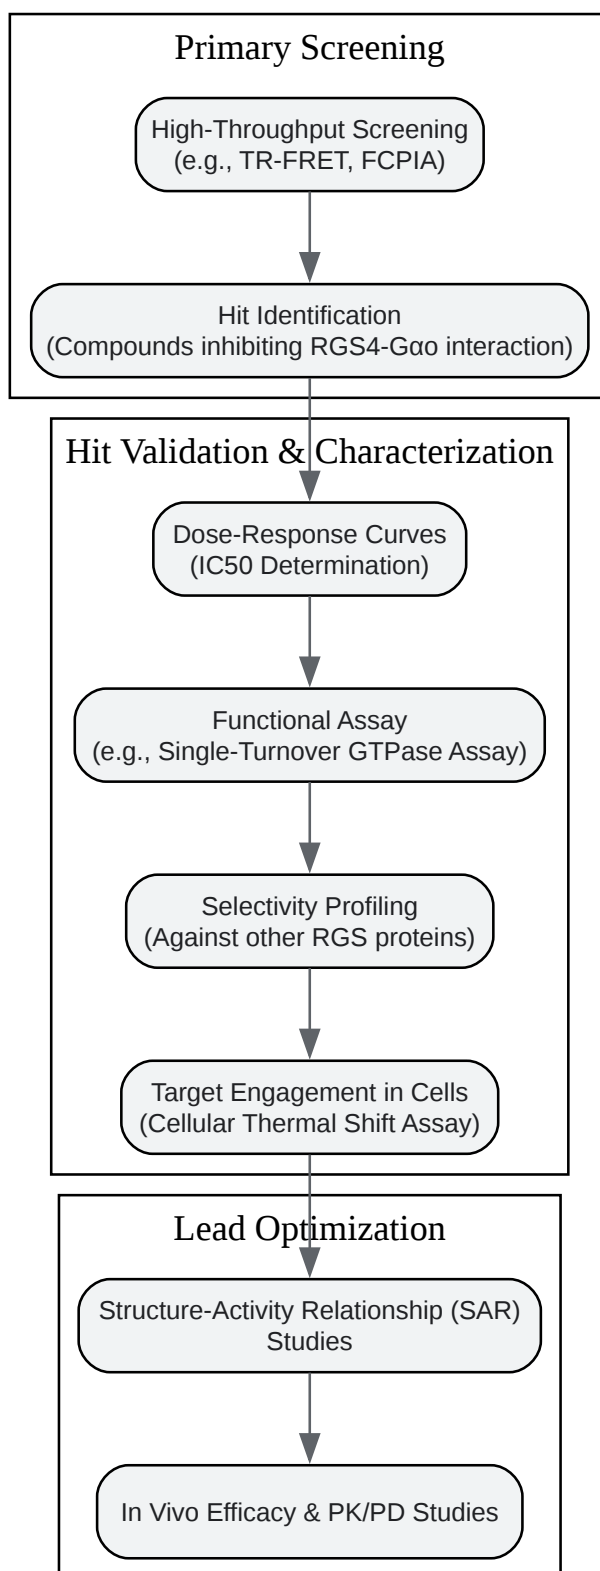 Primary Screening
High-Throughput Screening
(e.g., TR-FRET, FCPIA)
Hit Identification
(Compounds inhibiting RGS4-Gαo interaction)
Hit Validation & Characterization
Dose-Response Curves
(IC50 Determination)
Functional Assay
(e.g., Single-Turnover GTPase Assay)
Selectivity Profiling
(Against other RGS proteins)
Target Engagement in Cells
(Cellular Thermal Shift Assay)
Lead Optimization
Structure-Activity Relationship (SAR)
Studies
In Vivo Efficacy & PK/PD Studies